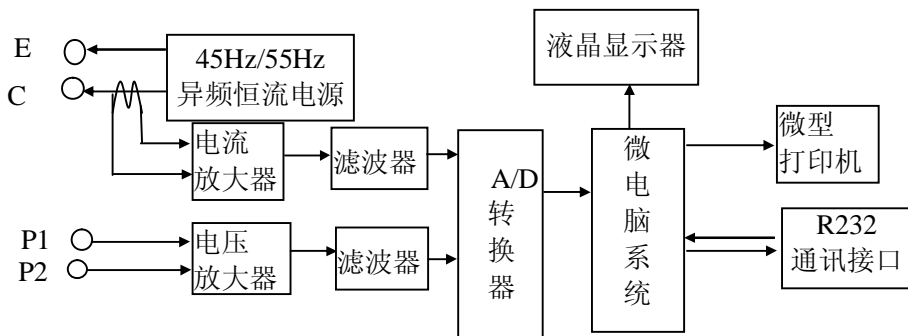 E
C
45Hz/55Hz
异频恒流电源
液晶显示器
电流
放大器
滤波器
A/D
转
换
器
微
电
脑
系
统
微型
打印机
P1
P2
电压
放大器
滤波器
R232
通讯接口